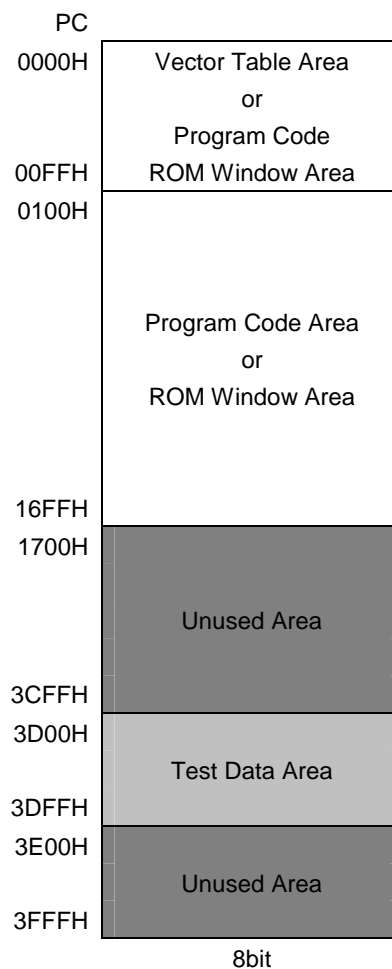 PC
0000H
Vector Table Area
or
Program Code
00FFH
ROM Window Area
0100H
Program Code Area
or
ROM Window Area
16FFH
1700H
Unused Area
3CFFH
3D00H
Test Data Area
3DFFH
3E00H
Unused Area
3FFFH
8bit